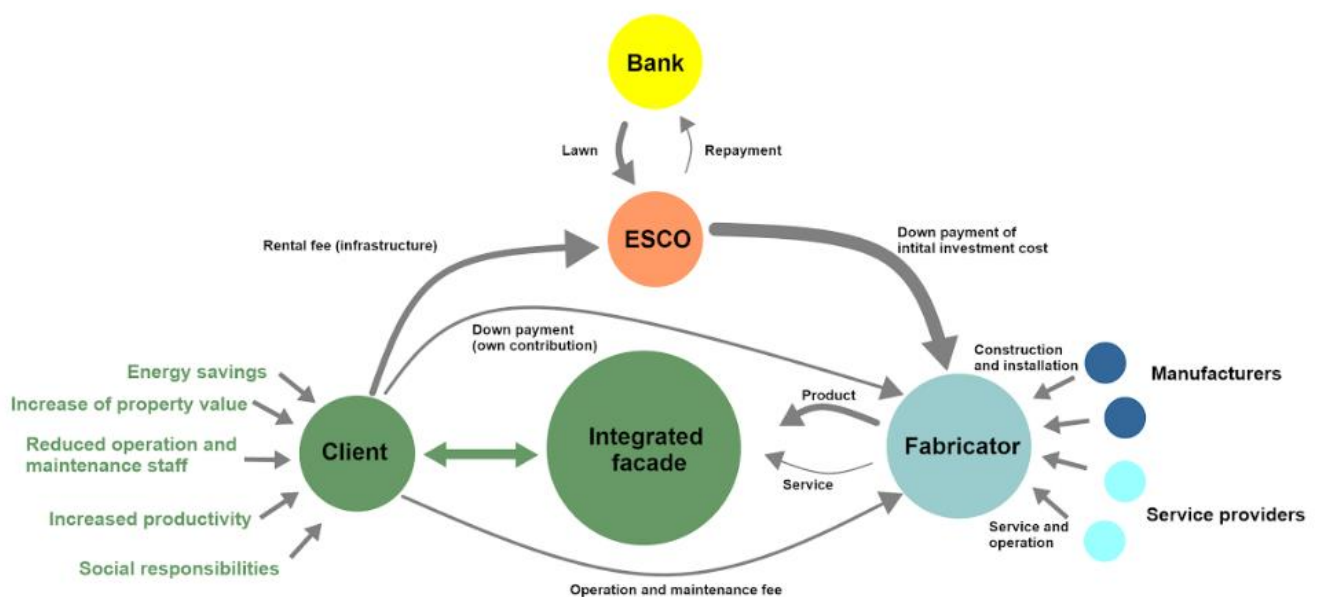 Bank
Lawn
Repayment
ESCO
Rental fee (infrastructure)
Down payment of
intital investment cost
Down payment
(own contribution)
Construction
and installation
Manufacturers
Energy savings
Increase of property value
Reduced operation and
maintenance staff
Increased productivity
Social responsibilities
Client
Integrated
facade
Product
Service
Fabricator
Service providers
Service and
operation
Operation and maintenance fee